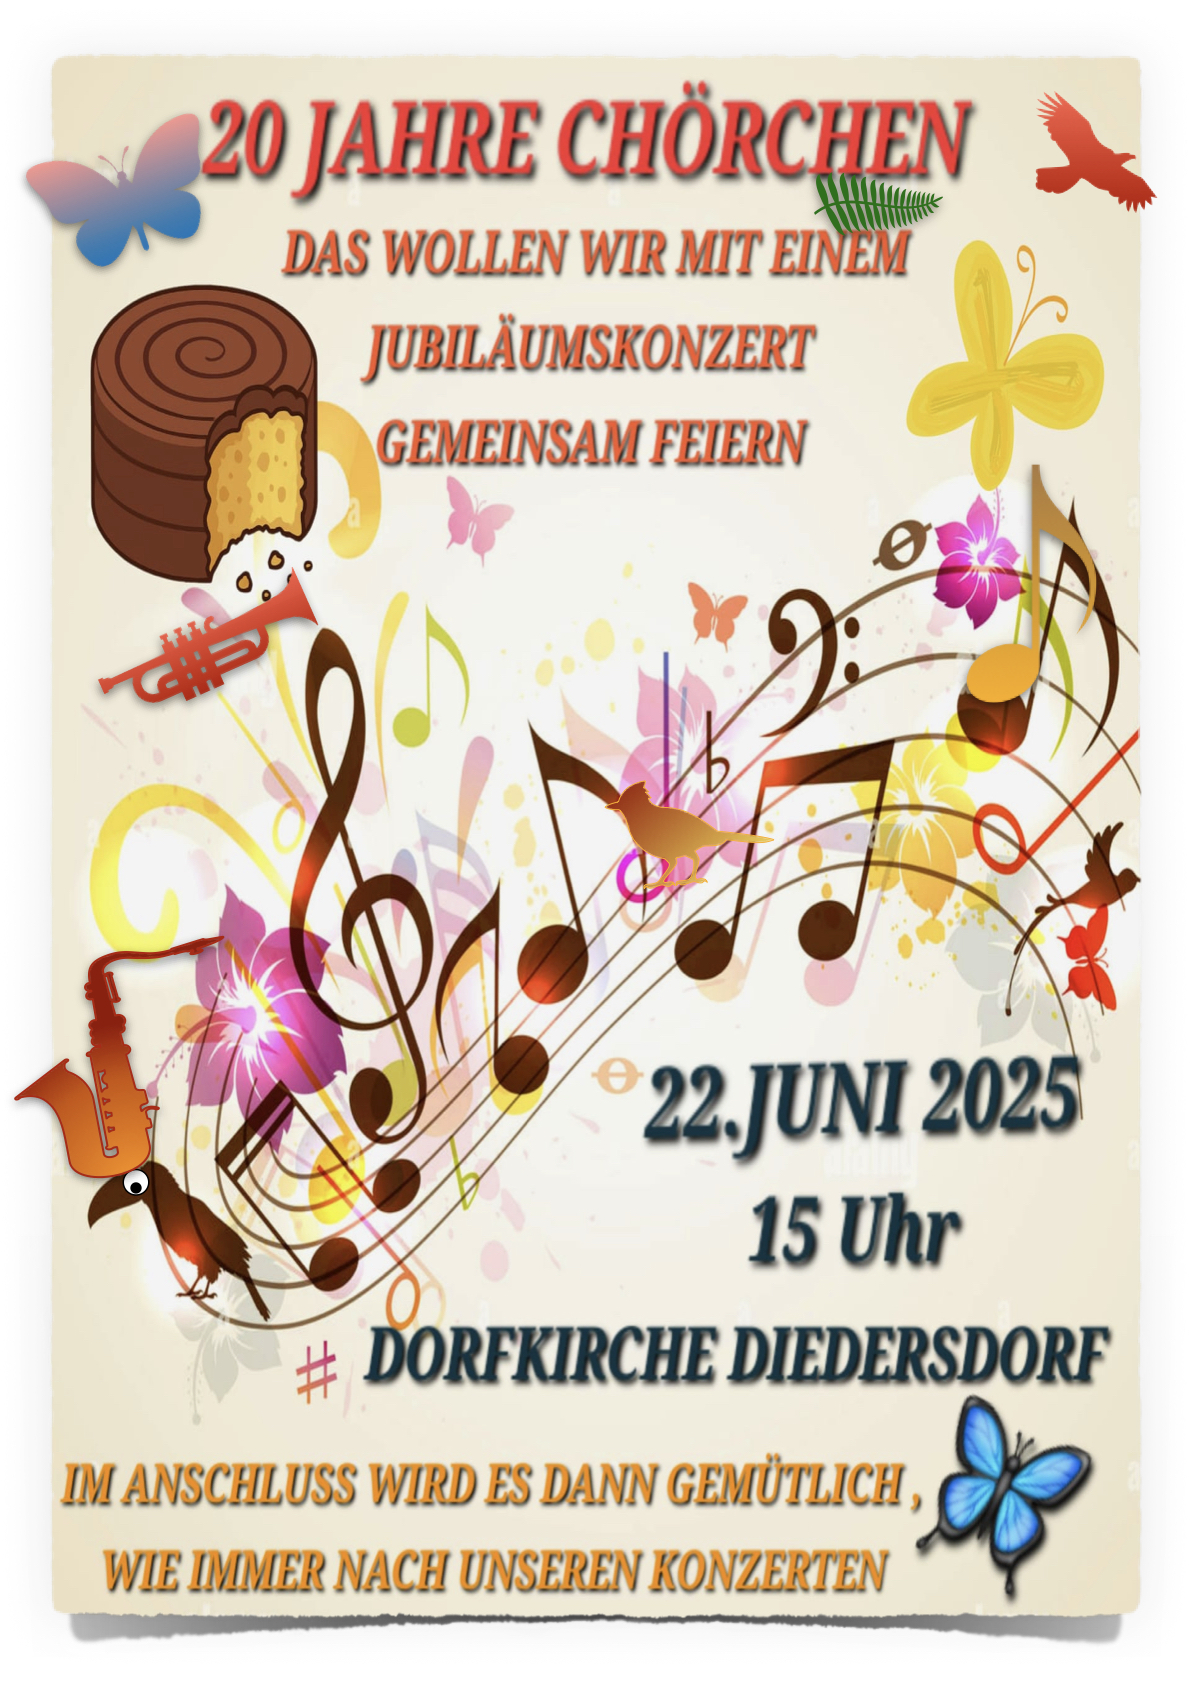 20 JAHRE CHÖRCHEN
DAS WOLLEN WIR MIT EINEM
JUBILÄUMSKONZERT
GEMEINSAM FEIERN
22.JUNI 2025
15 Uhr
DORFKIRCHE DIEDERSDORF
IM ANSCHLUSS WIRD ES DANN GEMÜTLICH ,
WIE IMMER NACH UNSEREN KONZERTEN